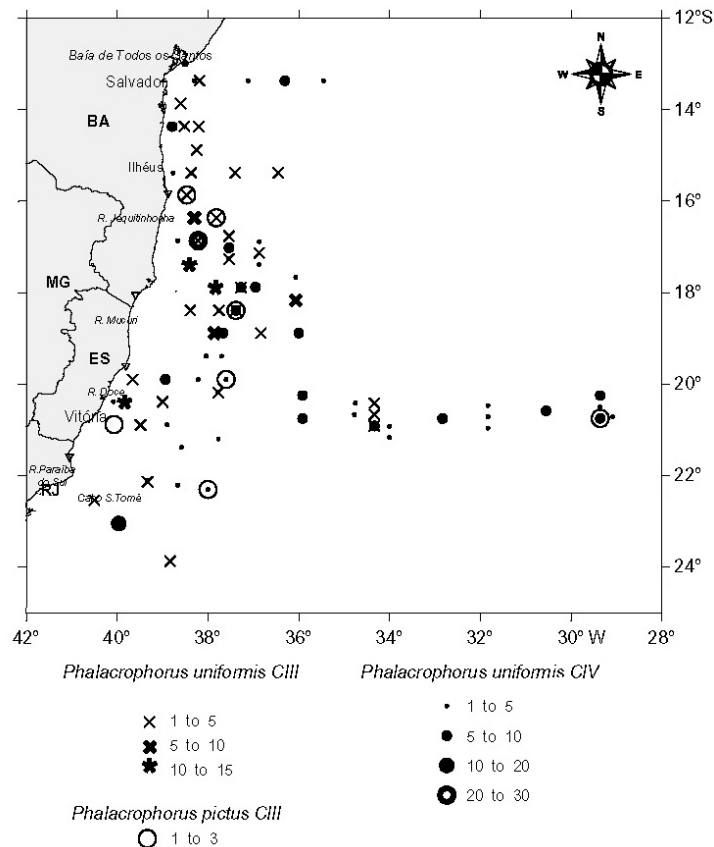 12°S
N
Baía de Todos os Santos
W E
Salvador
S
14°
BA
Ilhéus
16°
R. Jequitinhocha
MG
18°
R. Mucuri
ES
20°
R. Doce
Vitória
R.Paraíba
do Sul
22°
RJ
Cabo S.Tomé
24°
42° 40° 38° 36° 34° 32° 30° W 28°
Phalacrophorus uniformis CIII
1 to 5
5 to 10
10 to 15
Phalacrophorus pictus CIII
1 to 3
Phalacrophorus uniformis CIV
1 to 5
5 to 10
10 to 20
20 to 30